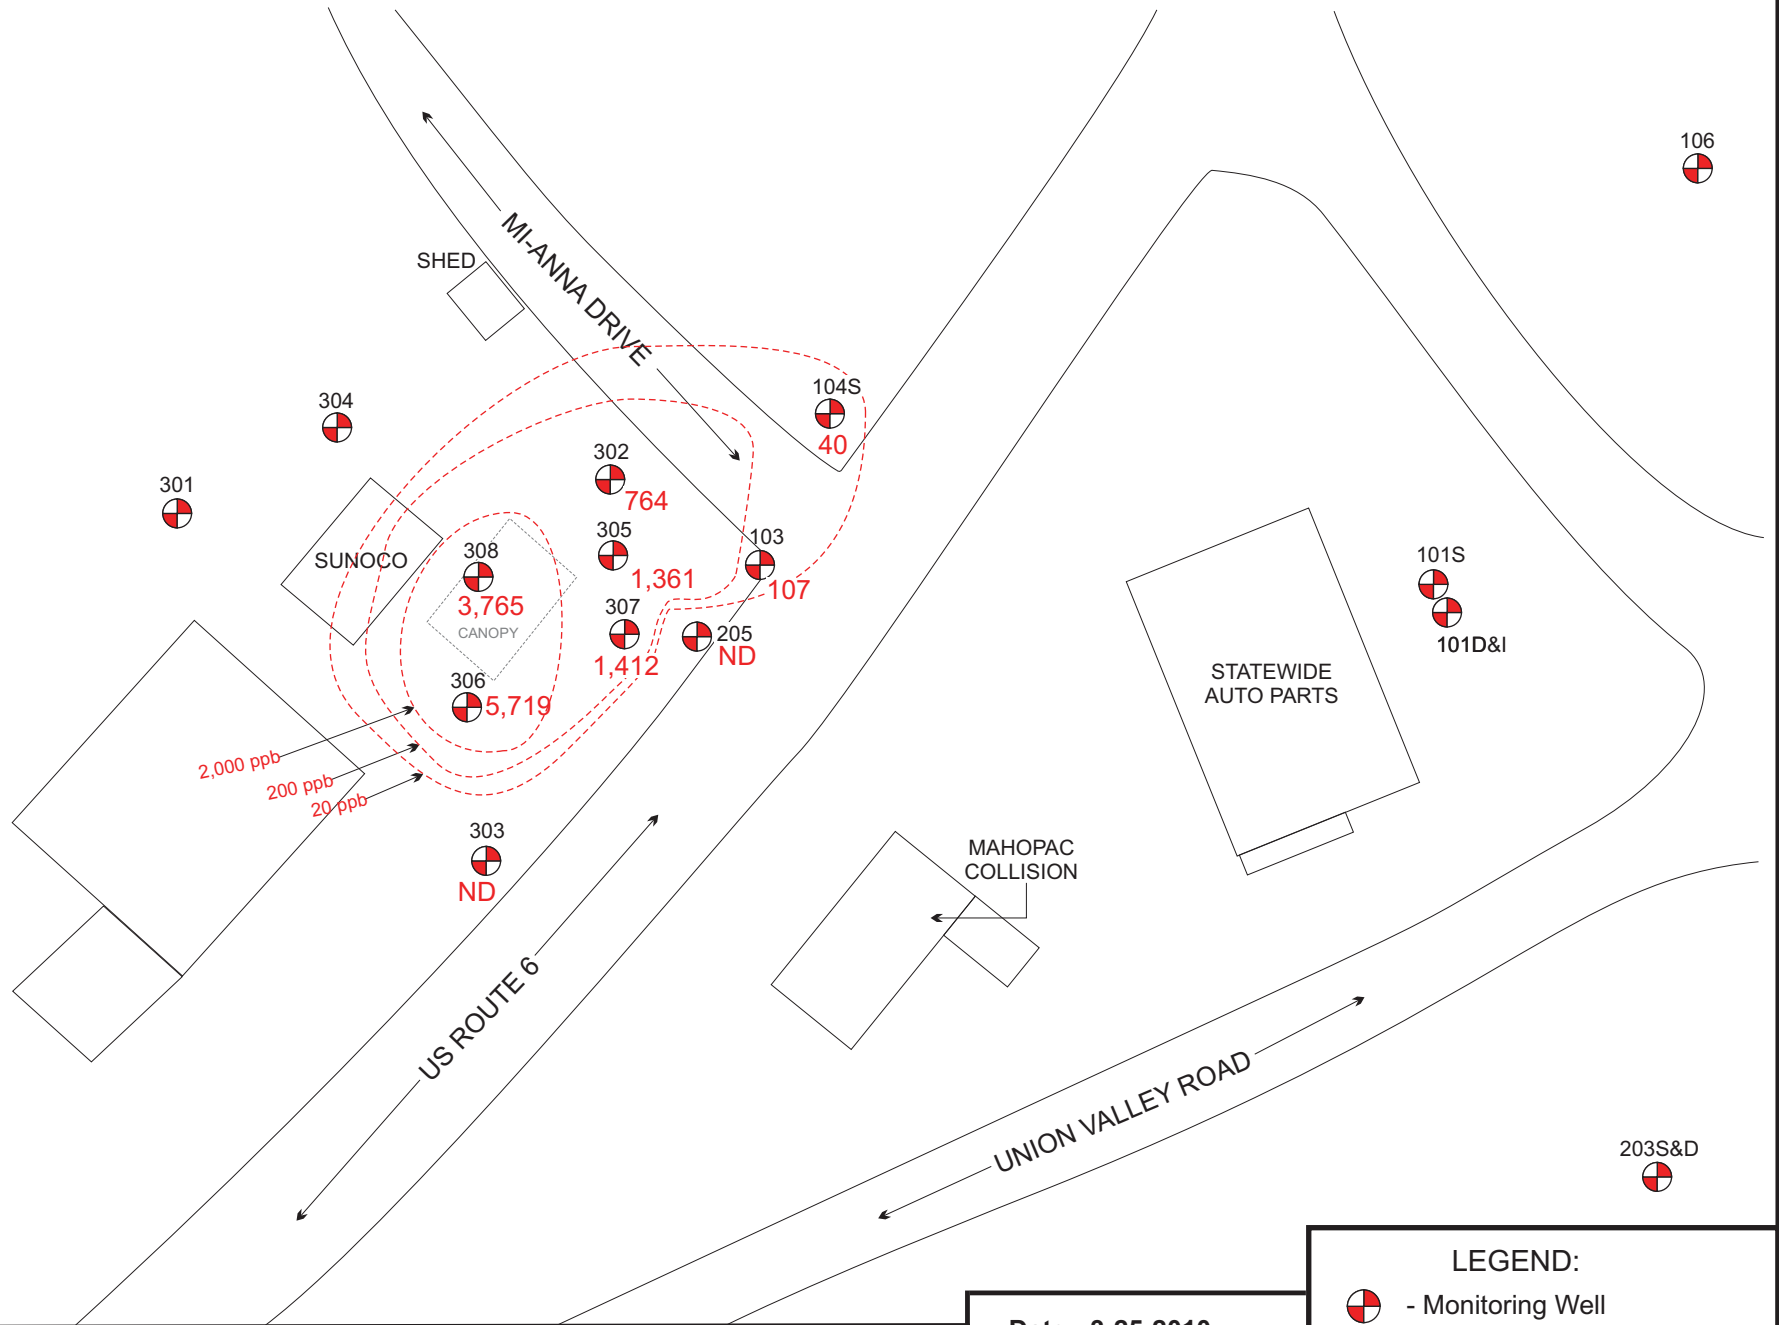 106
MI-ANNA DRIVE
SHED
304
104S
40
302
764
301
305
1,361
103
107
SUNOCO
308
3,765
CANOPY
307
1,412
205
ND
306
5,719
101S
101D&I
STATEWIDE
AUTO PARTS
2,000 ppb
200 ppb
20 ppb
303
ND
MAHOPAC
COLLISION
US ROUTE 6
UNION VALLEY ROAD
203S&D
LEGEND:
- Monitoring Well